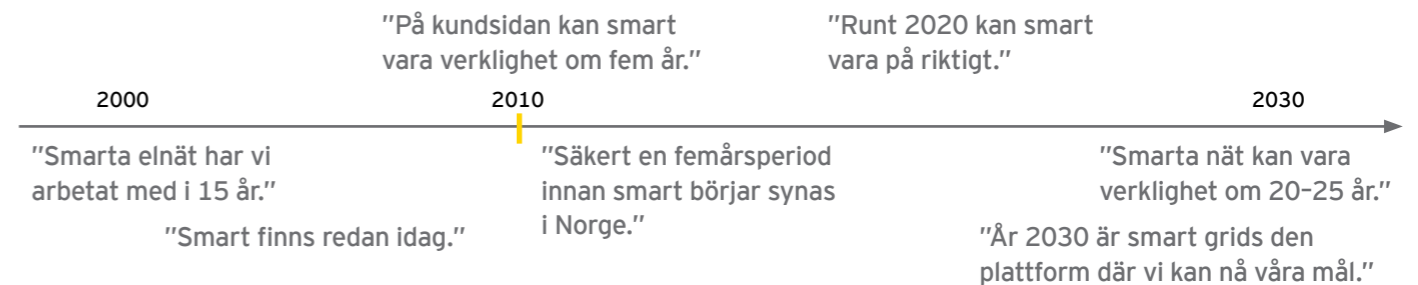 ”På kundsidan kan smart
vara verklighet om fem år.”
”Runt 2020 kan smart
vara på riktigt.”
2000
2010
2030
”Smarta elnät har vi
arbetat med i 15 år.”
”Smart finns redan idag.”
”Säkert en femårsperiod
innan smart börjar synas
i Norge.”
”Smarta nät kan vara
verklighet om 20–25 år.”
”År 2030 är smart grids den
plattform där vi kan nå våra mål.”